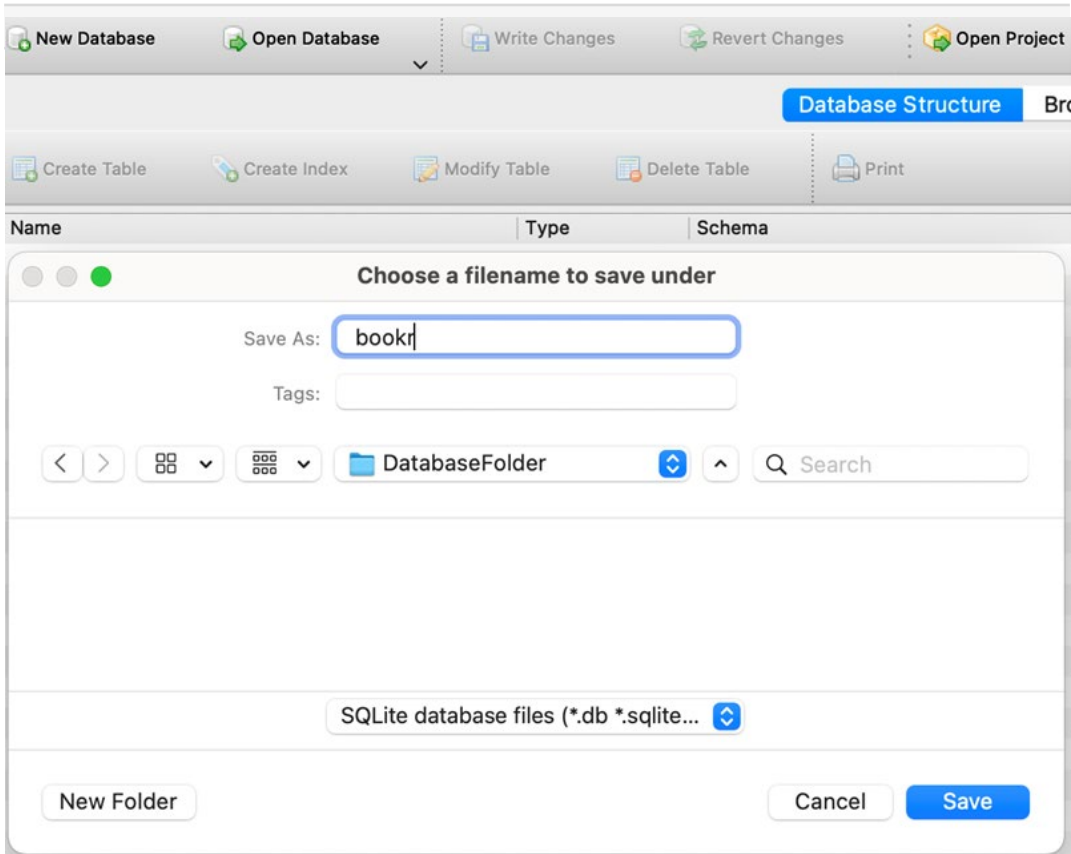 New Database Open Database Write Changes Revert Changes Open Project
Database Structure Bro
Create Table Create Index Modify Table Delete Table Print
Name Type Schema
Choose a filename to save under
Save As: bookr
Tags:
DatabaseFolder Search
SQLite database files (*.db *.sqlite...
New Folder Cancel Save